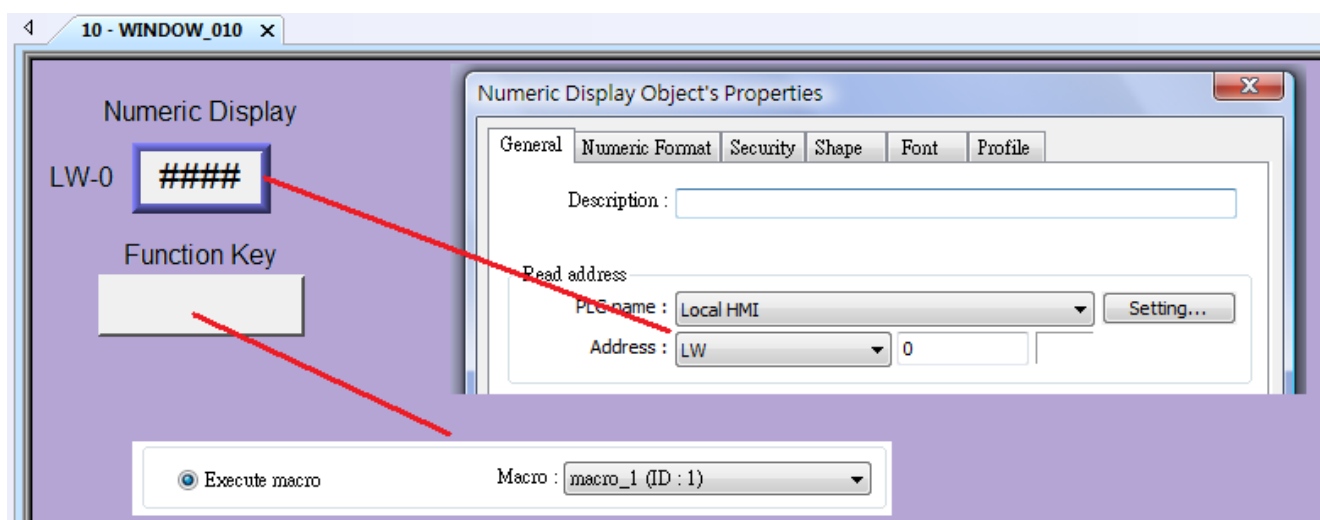 10 - WINDOW_010 X
Numeric Display
LW-0 ####
Function Key
Numeric Display Object's Properties
General Numeric Format Security Shape Font Profile
Description :
Read address
PLC name : Local HMI Setting...
Address : LW 0
Execute macro Macro : macro_1 (ID : 1)